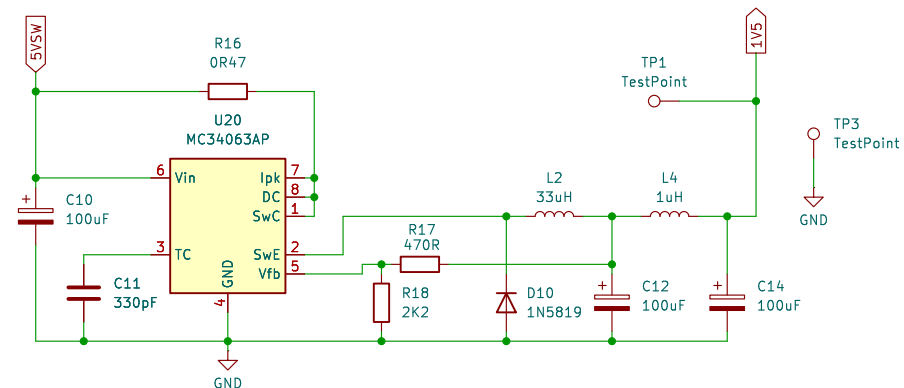 5VSW
R16
0R47
U20
MC34063AP
6
Vin
Ipk
7
DC
8
SwC
1
3
TC
SwE
2
Vfb
5
GND
4
+
C10
100uF
C11
330pF
GND
R17
470R
R18
2K2
D10
1N5819
L2
33uH
L4
1uH
+
C12
100uF
+
C14
100uF
TP1
TestPoint
1V5
TP3
TestPoint
GND